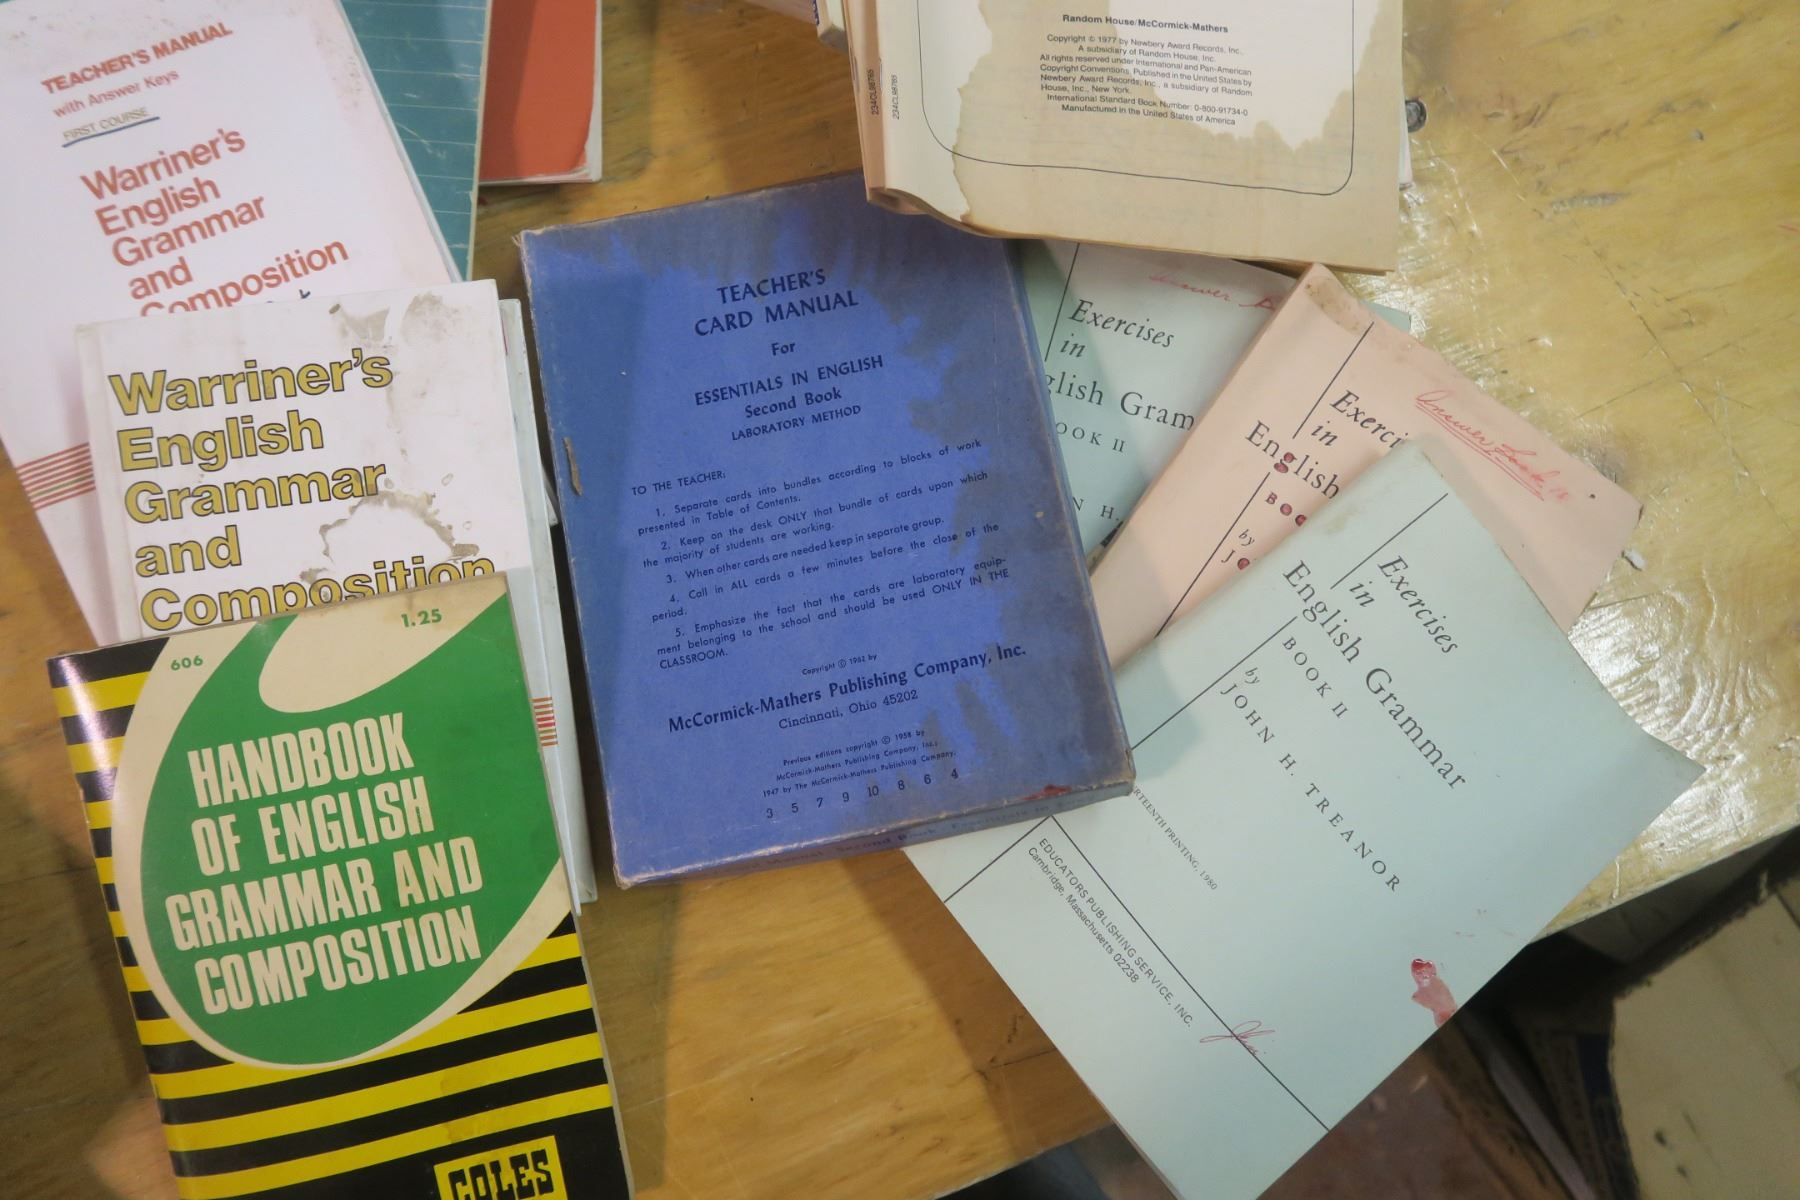 TEACHER'S MANUAL
with Answer Keys
FIRST COURSE
Warriner's
English
Grammar
and
Composition
Warriner's
English
Grammar
and
Composition
606
1.25
HANDBOOK
OF ENGLISH
GRAMMAR AND
COMPOSITION
COLES
TEACHER'S
CARD MANUAL
For
ESSENTIALS IN ENGLISH
Second Book
LABORATORY METHOD
TO THE TEACHER:
1. Separate cards into bundles according to blocks of work
presented in Table of Contents.
2. Keep on the desk ONLY that bundle of cards upon which
the majority of students are working.
3. When other cards are needed keep in separate group.
4. Call in ALL cards a few minutes before the close of the
period.
5. Emphasize the fact that the cards are laboratory equip-
ment belonging to the school and should be used ONLY IN THE
CLASSROOM.
Copyright © 1962 by
McCormick-Mathers Publishing Company, Inc.
Cincinnati, Ohio 45202
Previous editions copyright © 1958 by
McCormick-Mathers Publishing Company, Inc.;
1947 by The McCormick-Mathers Publishing Company.
3 5 7 9 10 8 6 4
Random House/McCormick-Mathers
Copyright © 1977 by Newbery Award Records, Inc.,
A subsidiary of Random House, Inc.
All rights reserved under International and Pan-American
Copyright Conventions. Published in the United States by
Newbery Award Records, Inc., a subsidiary of Random
House, Inc., New York.
International Standard Book Number: 0-800-91734-0
Manufactured in the United States of America
234CL98765
234CL98765
Answer
Exercises
in
glish Gram
OOK II
N H.
Answer Book
Exerci
in
English
BOO
by
JO
Exercises
in
English Grammar
BOOK II
by
JOHN H. TREANOR
RTEENTH PRINTING, 1980
EDUCATORS PUBLISHING SERVICE, INC.
Cambridge, Massachusetts 02238